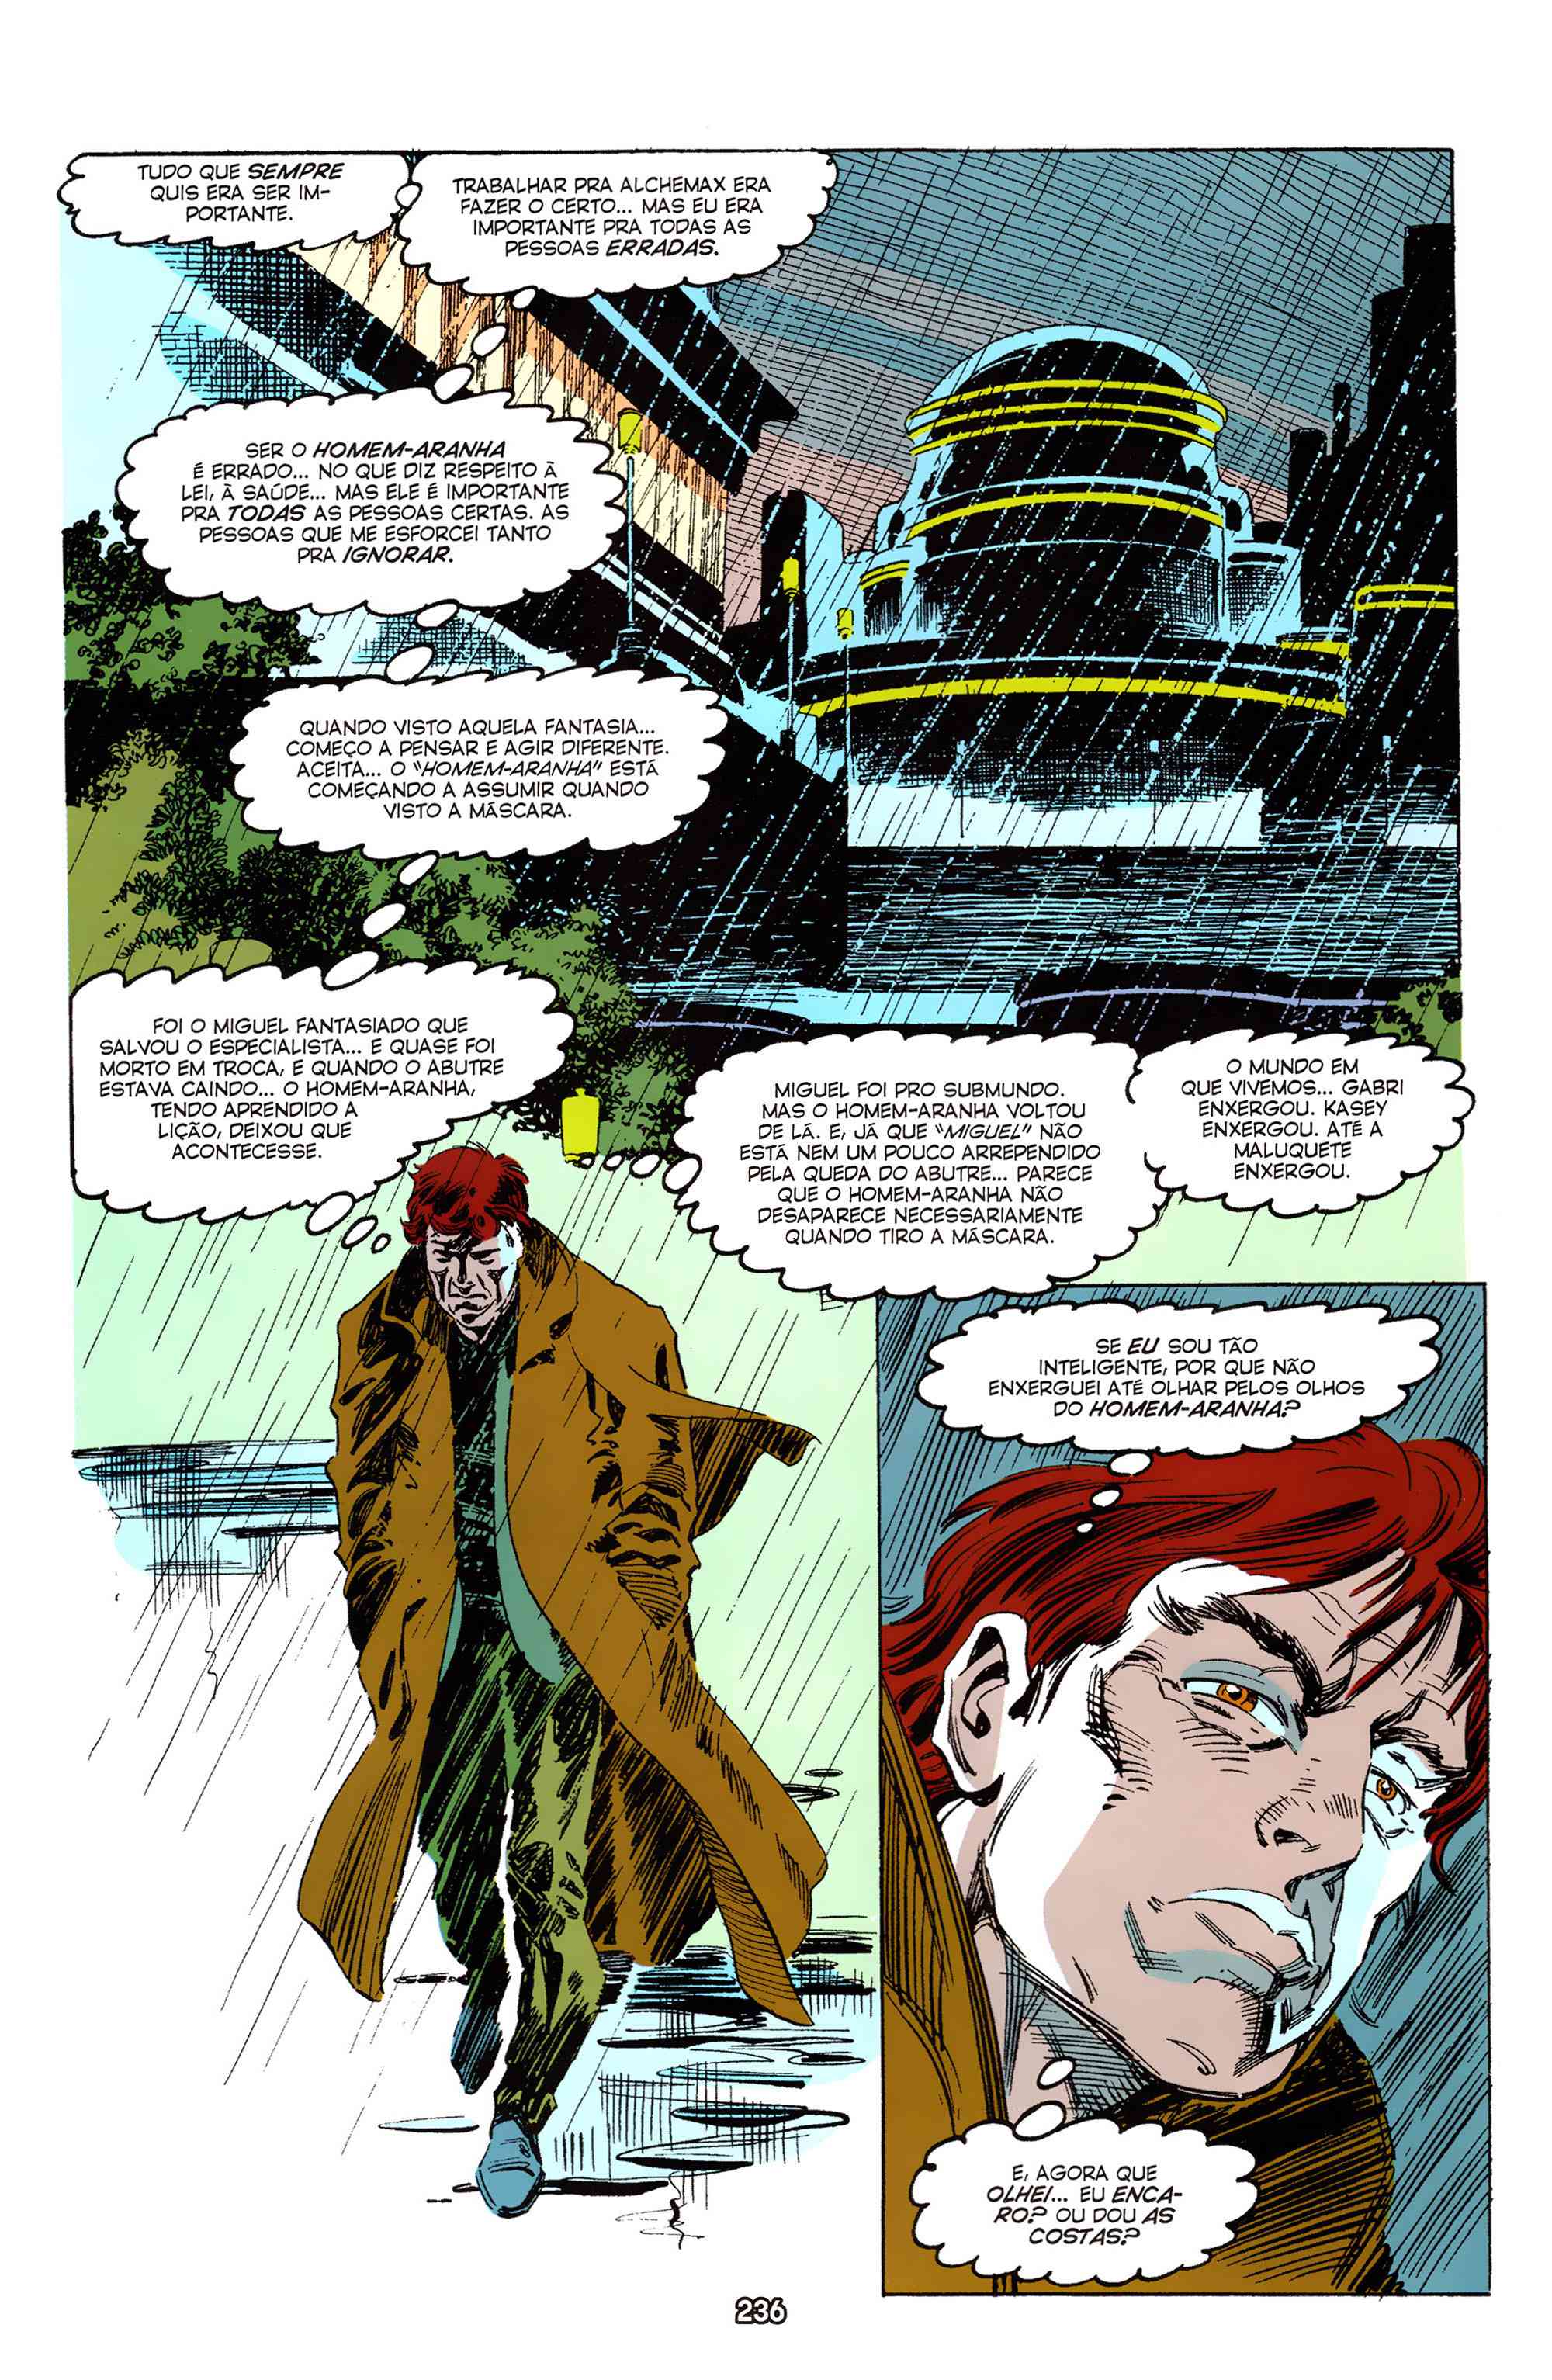 TUDO QUE SEMPRE
QUIS ERA SER IM-
PORTANTE.
TRABALHAR PRA ALCHEMAX ERA
FAZER O CERTO... MAS EU ERA
IMPORTANTE PRA TODAS AS
PESSOAS ERRADAS.
SER O HOMEM-ARANHA
É ERRADO... NO QUE DIZ RESPEITO À
LEI, À SAÚDE... MAS ELE É IMPORTANTE
PRA TODAS AS PESSOAS CERTAS. AS
PESSOAS QUE ME ESFORCEI TANTO
PRA IGNORAR.
QUANDO VISTO AQUELA FANTASIA...
COMEÇO A PENSAR E AGIR DIFERENTE.
ACEITA... O "HOMEM-ARANHA" ESTÁ
COMEÇANDO A ASSUMIR QUANDO
VISTO A MÁSCARA.
FOI O MIGUEL FANTASIADO QUE
SALVOU O ESPECIALISTA... E QUASE FOI
MORTO EM TROCA, E QUANDO O ABUTRE
ESTAVA CAINDO... O HOMEM-ARANHA,
TENDO APRENDIDO A
LIÇÃO, DEIXOU QUE
ACONTECESSE.
MIGUEL FOI PRO SUBMUNDO.
MAS O HOMEM-ARANHA VOLTOU
DE LÁ. E, JÁ QUE "MIGUEL" NÃO
ESTÁ NEM UM POUCO ARREPENDIDO
PELA QUEDA DO ABUTRE... PARECE
QUE O HOMEM-ARANHA NÃO
DESAPARECE NECESSARIAMENTE
QUANDO TIRO A MÁSCARA.
O MUNDO EM
QUE VIVEMOS... GABRI
ENXERGOU. KASEY
ENXERGOU. ATÉ A
MALUQUETE
ENXERGOU.
SE EU SOU TÃO
INTELIGENTE, POR QUE NÃO
ENXERGUEI ATÉ OLHAR PELOS OLHOS
DO HOMEM-ARANHA?
E, AGORA QUE
OLHEI... EU ENCA-
RO? OU DOU AS
COSTAS?
236